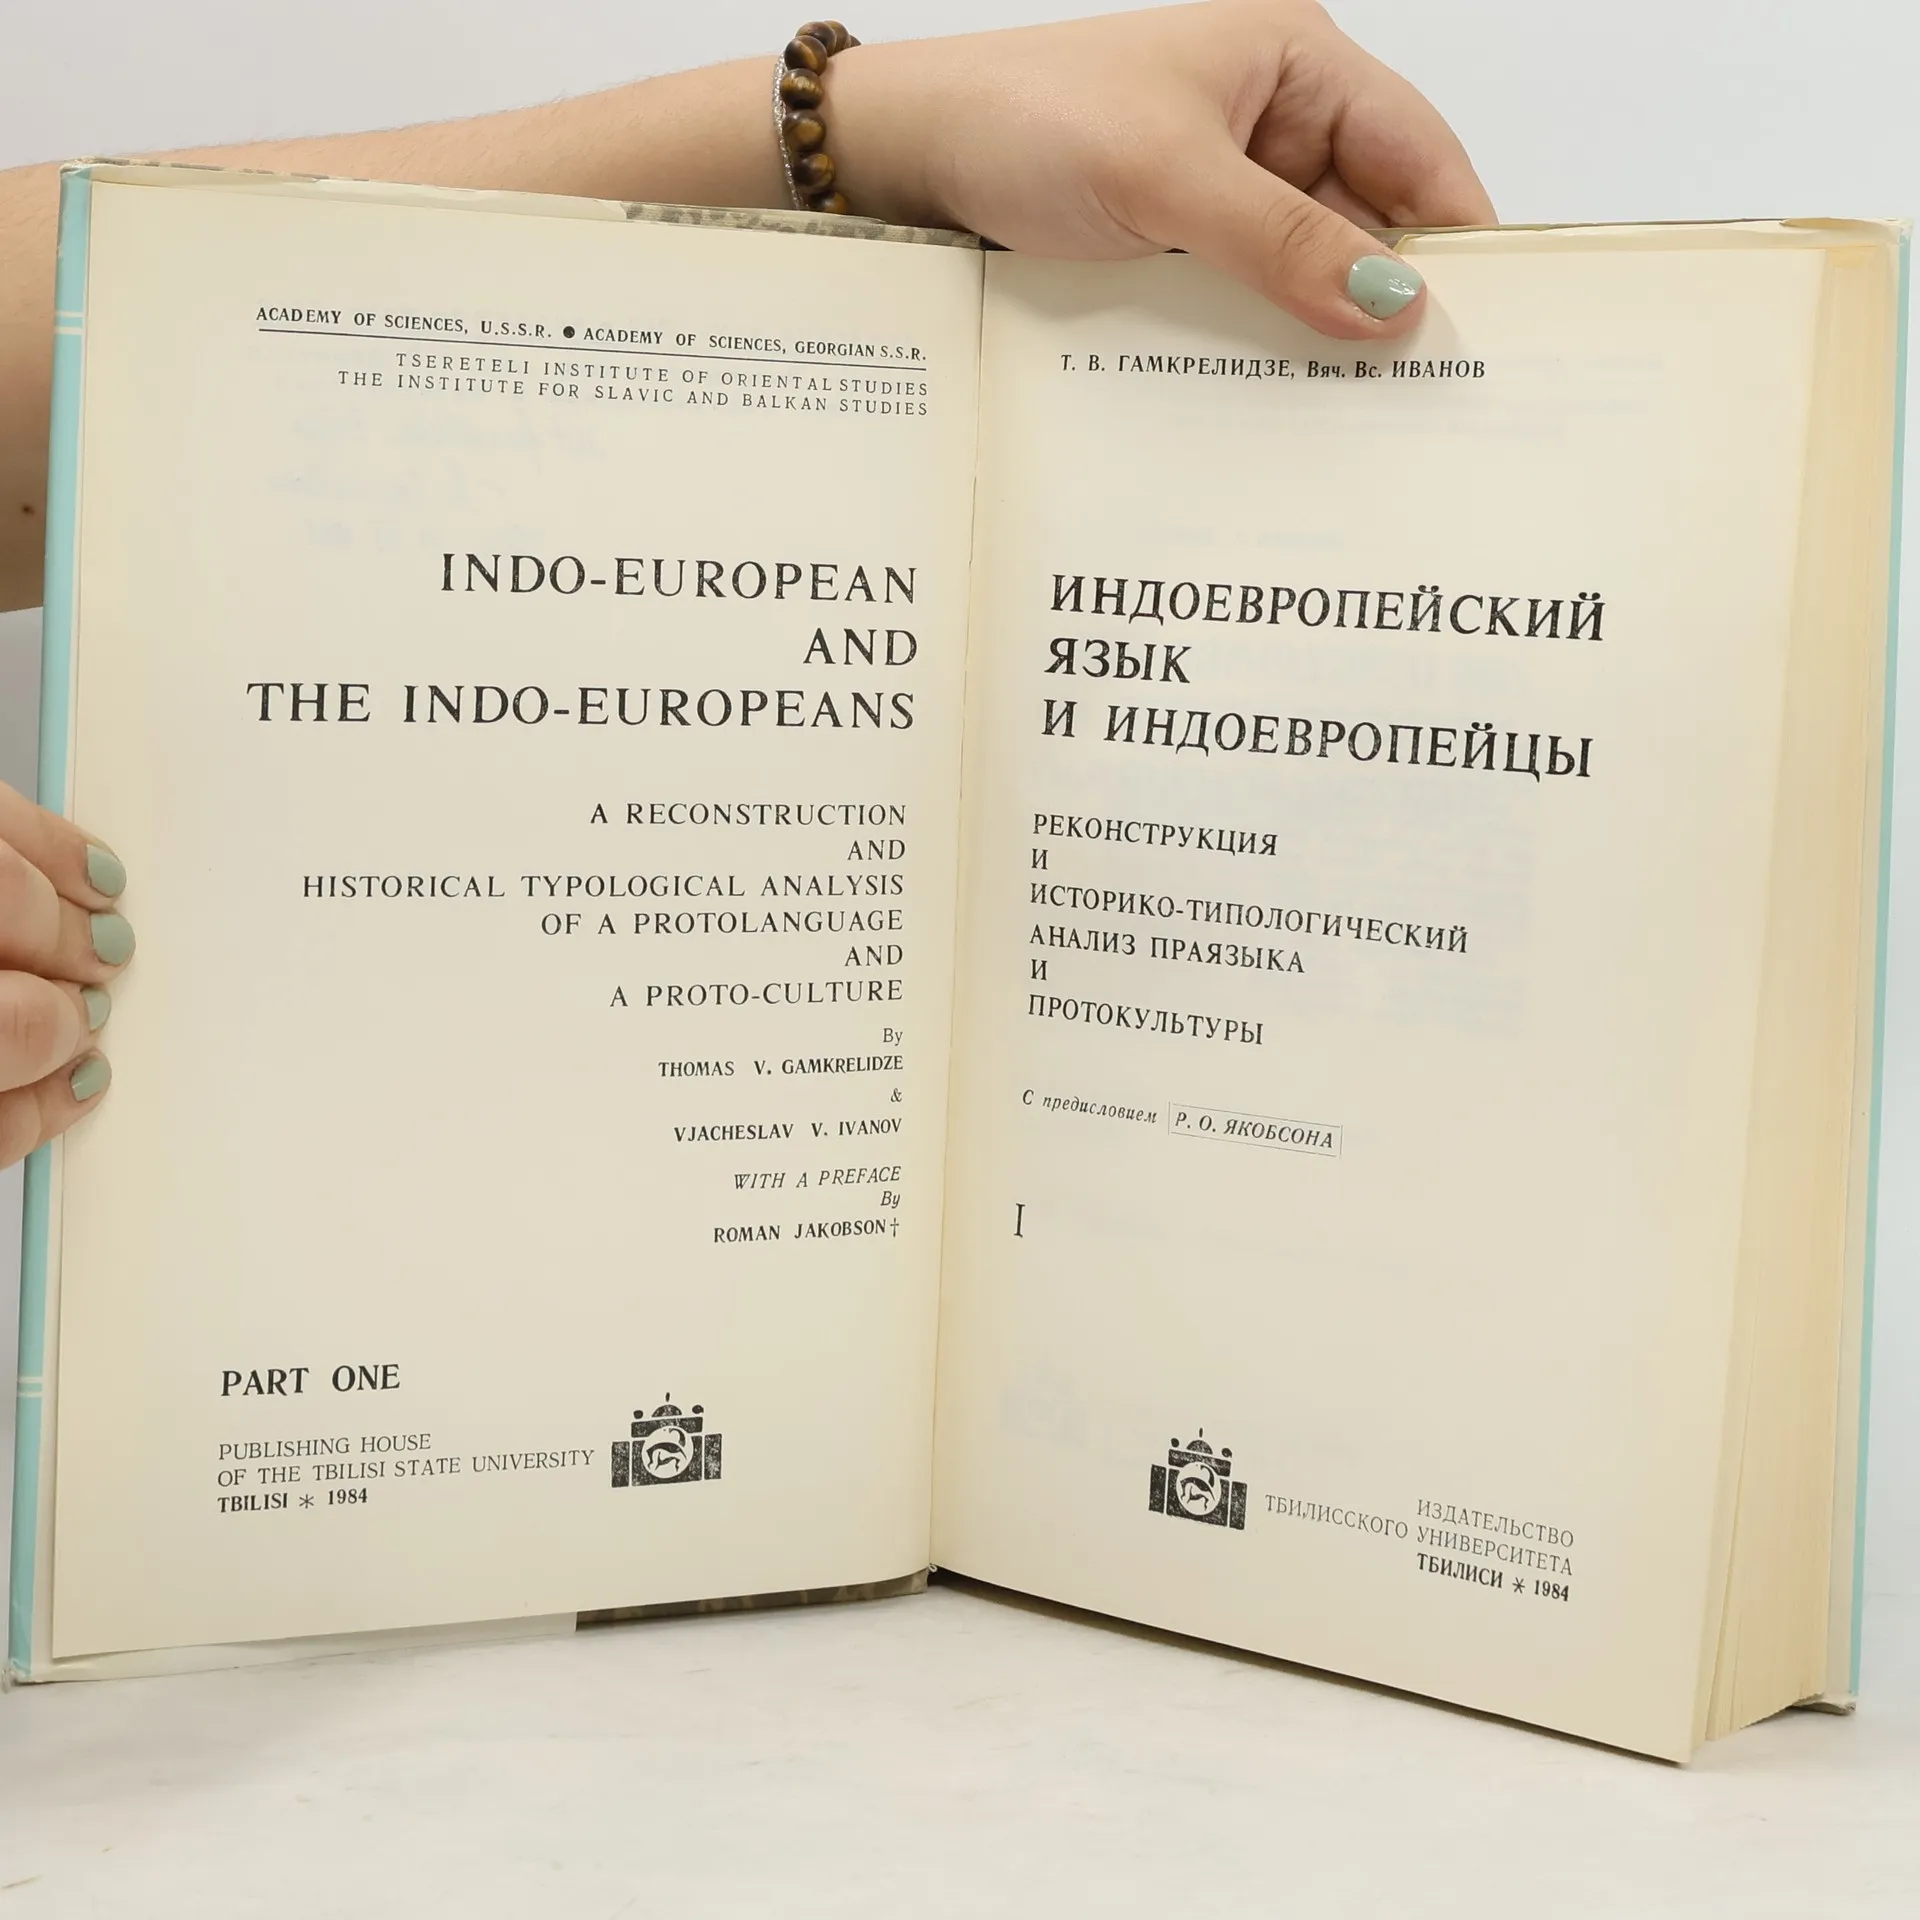 ACADEMY OF SCIENCES, U.S.S.R. ● ACADEMY OF SCIENCES, GEORGIAN S.S.R.
TSERETELI INSTITUTE OF ORIENTAL STUDIES
THE INSTITUTE FOR SLAVIC AND BALKAN STUDIES
INDO-EUROPEAN
AND
THE INDO-EUROPEANS
A RECONSTRUCTION
AND
HISTORICAL TYPOLOGICAL ANALYSIS
OF A PROTOLANGUAGE
AND
A PROTO-CULTURE
By
THOMAS V. GAMKRELIDZE
&
VJACHESLAV V. IVANOV
WITH A PREFACE
By
ROMAN JAKOBSON†
PART ONE
PUBLISHING HOUSE
OF THE TBILISI STATE UNIVERSITY
TBILISI * 1984
Т. В. ГАМКРЕЛИДЗЕ, Вяч. Вс. ИВАНОВ
ИНДОЕВРОПЕЙСКИЙ
ЯЗЫК
И ИНДОЕВРОПЕЙЦЫ
РЕКОНСТРУКЦИЯ
И
ИСТОРИКО-ТИПОЛОГИЧЕСКИЙ
АНАЛИЗ ПРАЯЗЫКА
И
ПРОТОКУЛЬТУРЫ
С предисловием Р. О. ЯКОБСОНА
I
ИЗДАТЕЛЬСТВО
ТБИЛИССКОГО УНИВЕРСИТЕТА
ТБИЛИСИ * 1984